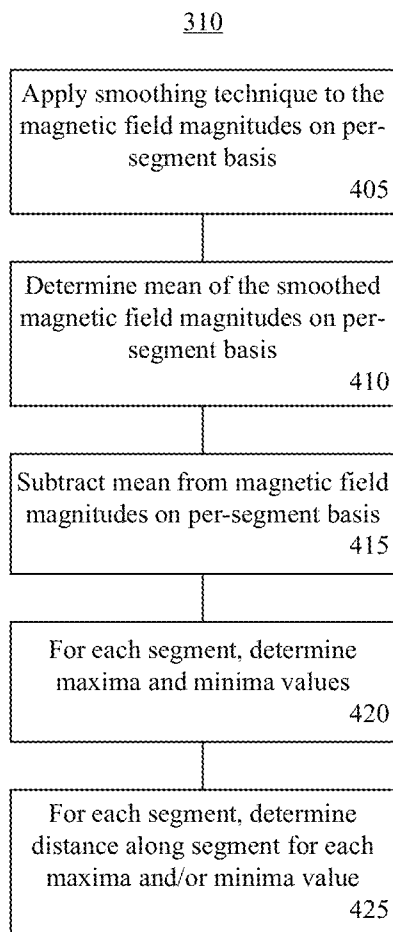 310
Apply smoothing technique to the
magnetic field magnitudes on per-
segment basis
405
Determine mean of the smoothed
magnetic field magnitudes on per-
segment basis
410
Subtract mean from magnetic field
magnitudes on per-segment basis
415
For each segment, determine
maxima and minima values
420
For each segment, determine
distance along segment for each
maxima and/or minima value
425